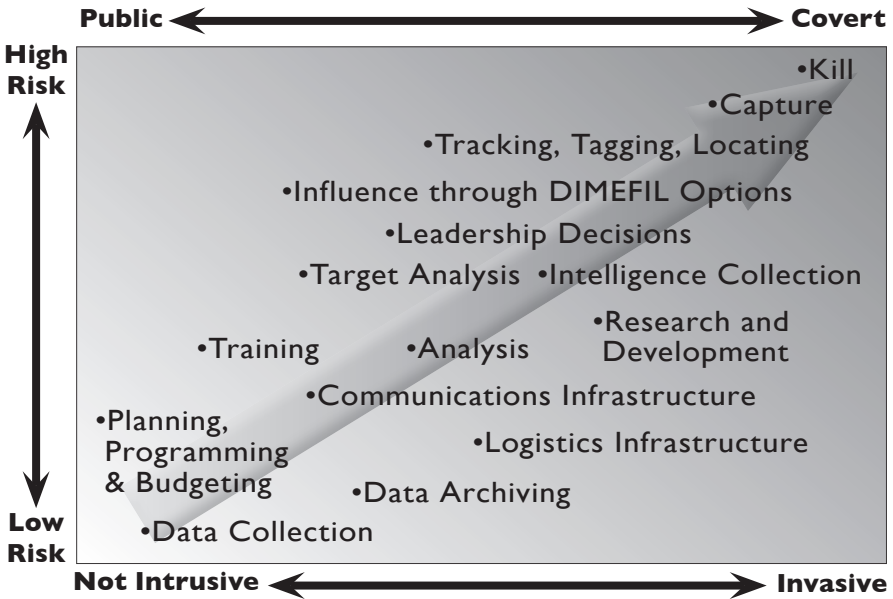 Public Covert
High
Risk
•Kill
•Capture
•Tracking, Tagging, Locating
•Influence through DIMEFIL Options
•Leadership Decisions
•Target Analysis •Intelligence Collection
•Research and
Development
•Training •Analysis
•Communications Infrastructure
•Planning,
Programming
& Budgeting
•Logistics Infrastructure
•Data Archiving
•Data Collection
Low
Risk
Not Intrusive Invasive